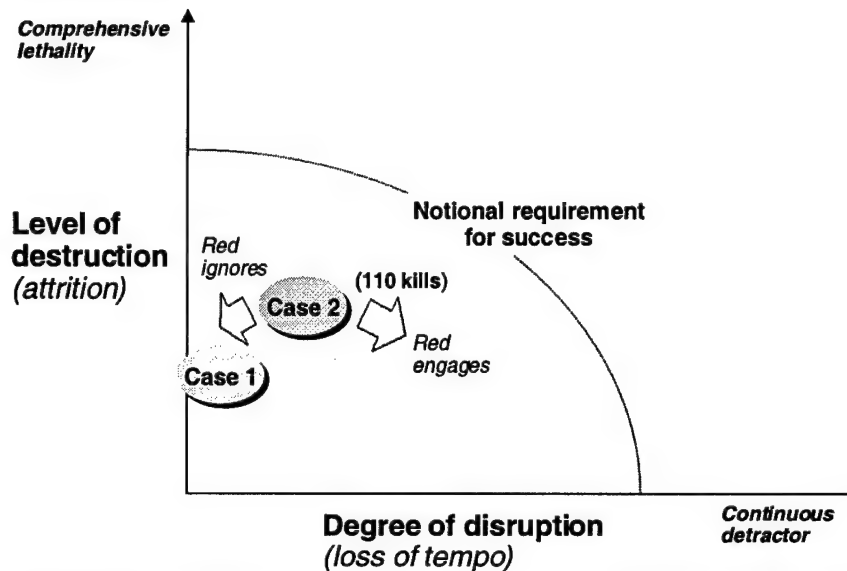 Comprehensive
lethality
Level of
destruction
(attrition)
Notional requirement
for success
Red
ignores
Case 2
(110 kills)
Red
engages
Case 1
Degree of disruption
(loss of tempo)
Continuous
detractor